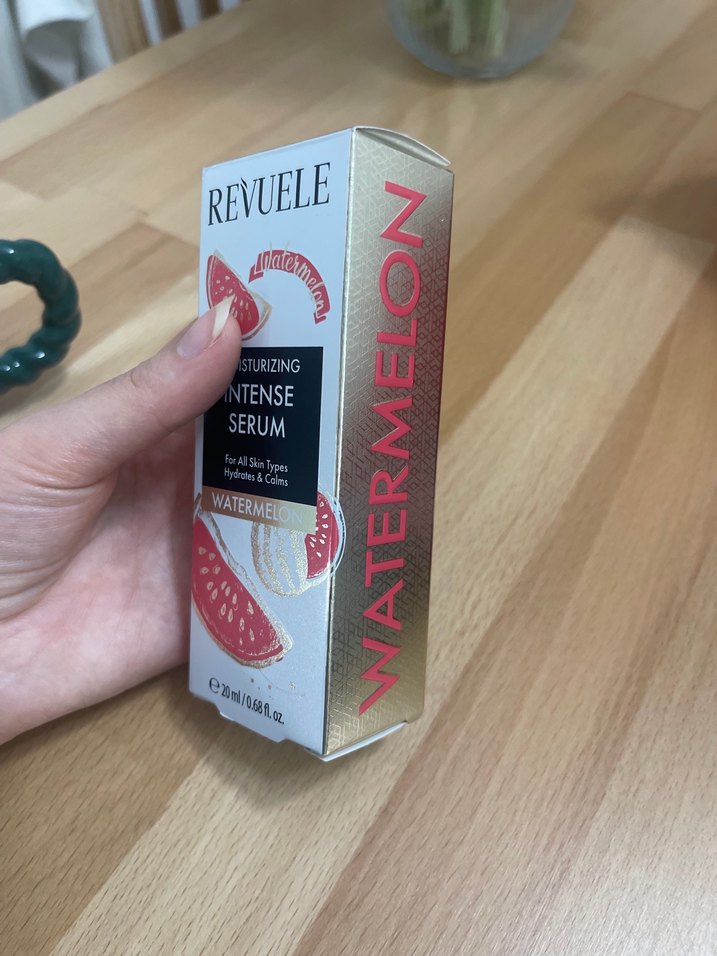 REVUELE
Watermelon
ISTURIZING
INTENSE
SERUM
For All Skin Types
Hydrates & Calms
WATERMELON
℮ 20 ml / 0.68 fl. oz.
WATERMELON